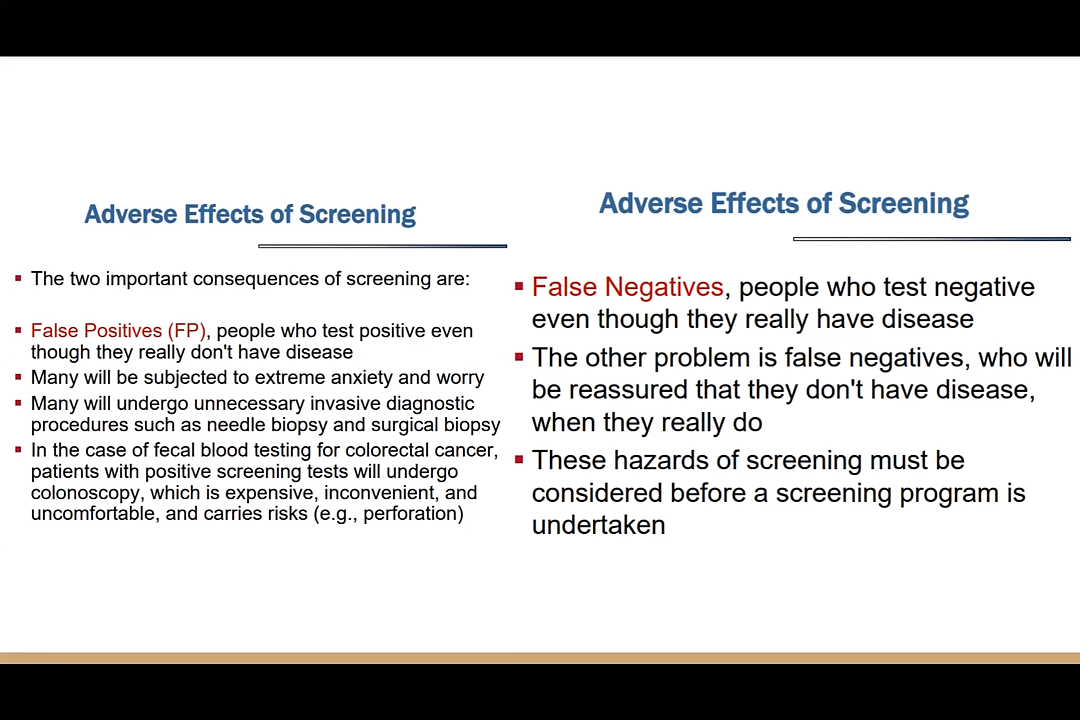 Adverse Effects of Screening
▪ The two important consequences of screening are:
▪ False Positives (FP), people who test positive even
though they really don't have disease
▪ Many will be subjected to extreme anxiety and worry
▪ Many will undergo unnecessary invasive diagnostic
procedures such as needle biopsy and surgical biopsy
▪ In the case of fecal blood testing for colorectal cancer,
patients with positive screening tests will undergo
colonoscopy, which is expensive, inconvenient, and
uncomfortable, and carries risks (e.g., perforation)
Adverse Effects of Screening
▪ False Negatives, people who test negative
even though they really have disease
▪ The other problem is false negatives, who will
be reassured that they don't have disease,
when they really do
▪ These hazards of screening must be
considered before a screening program is
undertaken